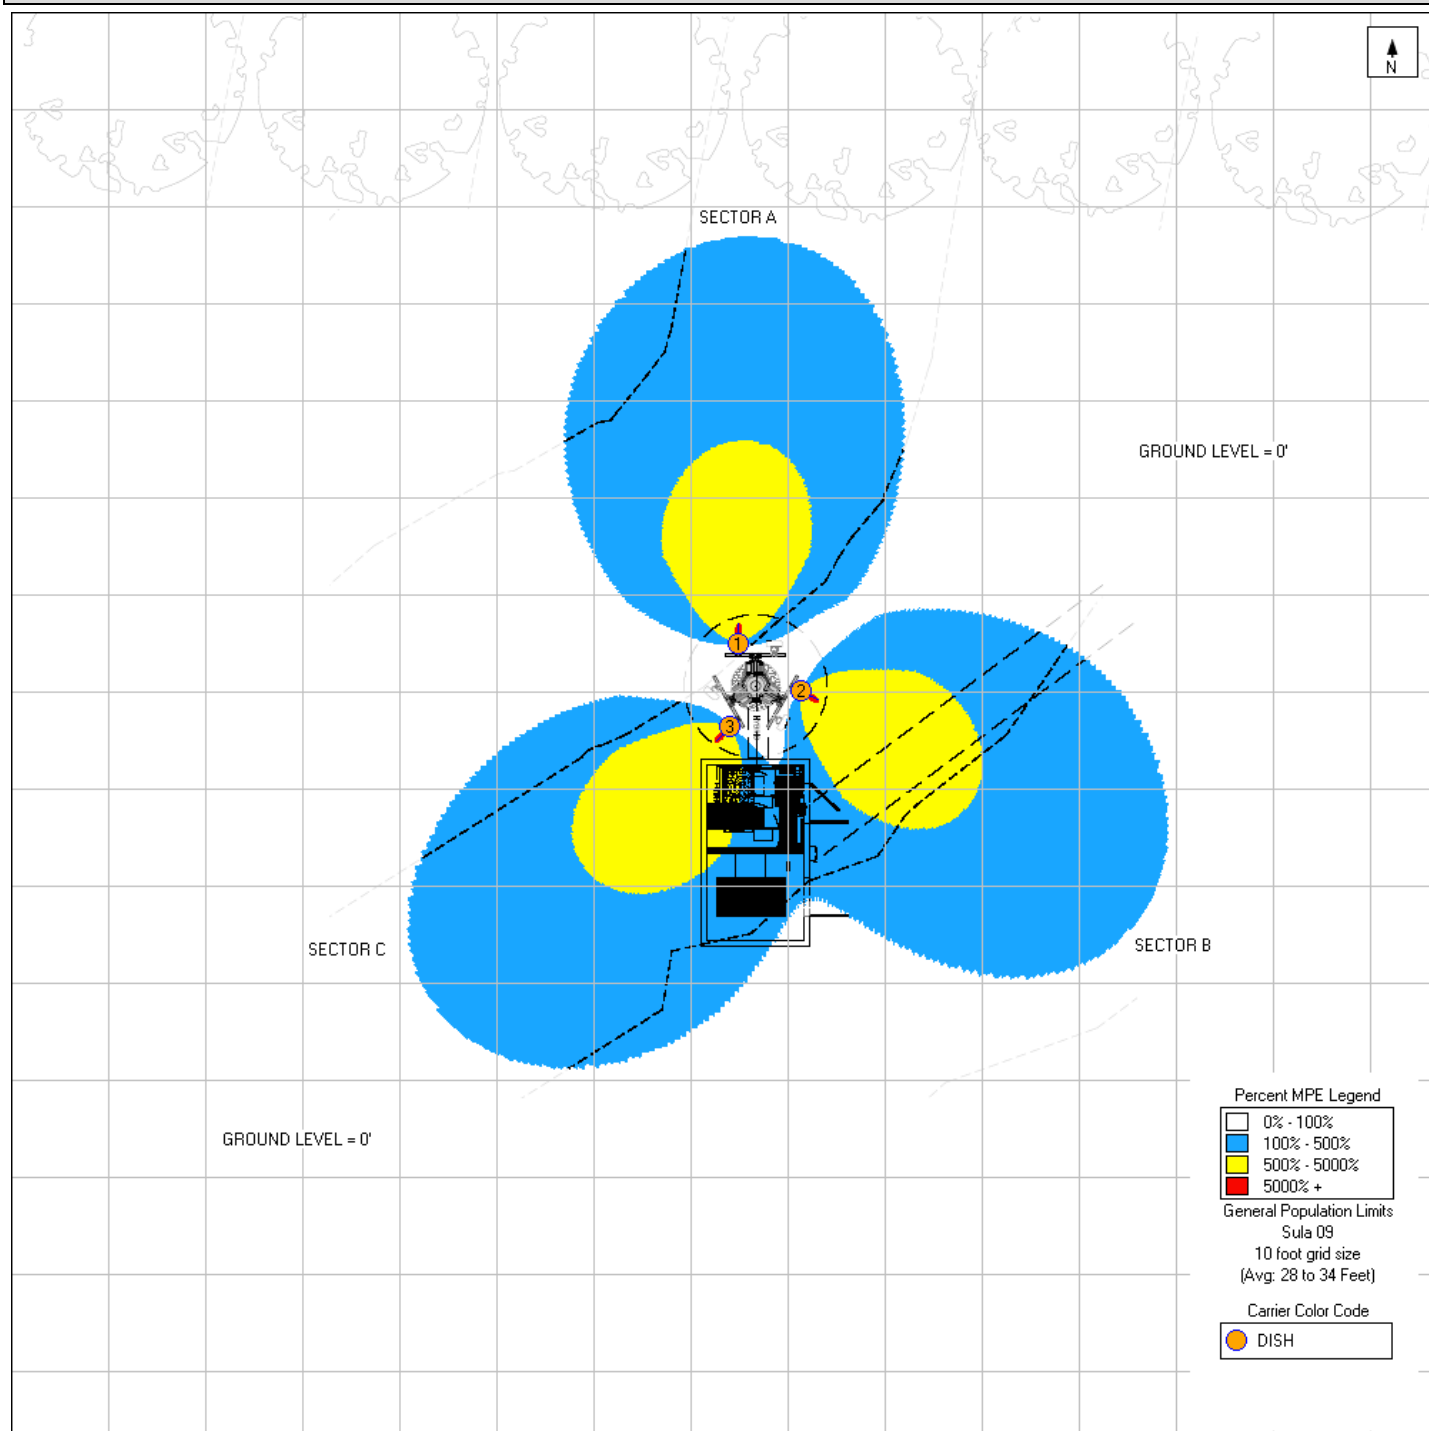 N
SECTOR A
GROUND LEVEL = 0'
1
2
3
SECTOR C
SECTOR B
GROUND LEVEL = 0'
Percent MPE Legend
0% - 100%
100% - 500%
500% - 5000%
5000% +
General Population Limits
Sula 09
10 foot grid size
(Avg: 28 to 34 Feet)
Carrier Color Code
DISH